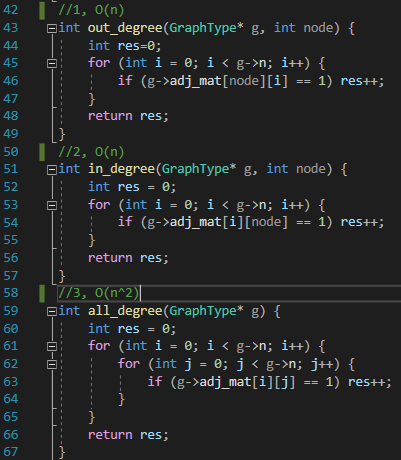 42 //1, O(n)
43 int out_degree(GraphType* g, int node) {
44     int res=0;
45     for (int i = 0; i < g->n; i++) {
46         if (g->adj_mat[node][i] == 1) res++;
47     }
48     return res;
49 }
50 //2, O(n)
51 int in_degree(GraphType* g, int node) {
52     int res = 0;
53     for (int i = 0; i < g->n; i++) {
54         if (g->adj_mat[i][node] == 1) res++;
55     }
56     return res;
57 }
58 //3, O(n^2)
59 int all_degree(GraphType* g) {
60     int res = 0;
61     for (int i = 0; i < g->n; i++) {
62         for (int j = 0; j < g->n; j++) {
63             if (g->adj_mat[i][j] == 1) res++;
64         }
65     }
66     return res;
67 }